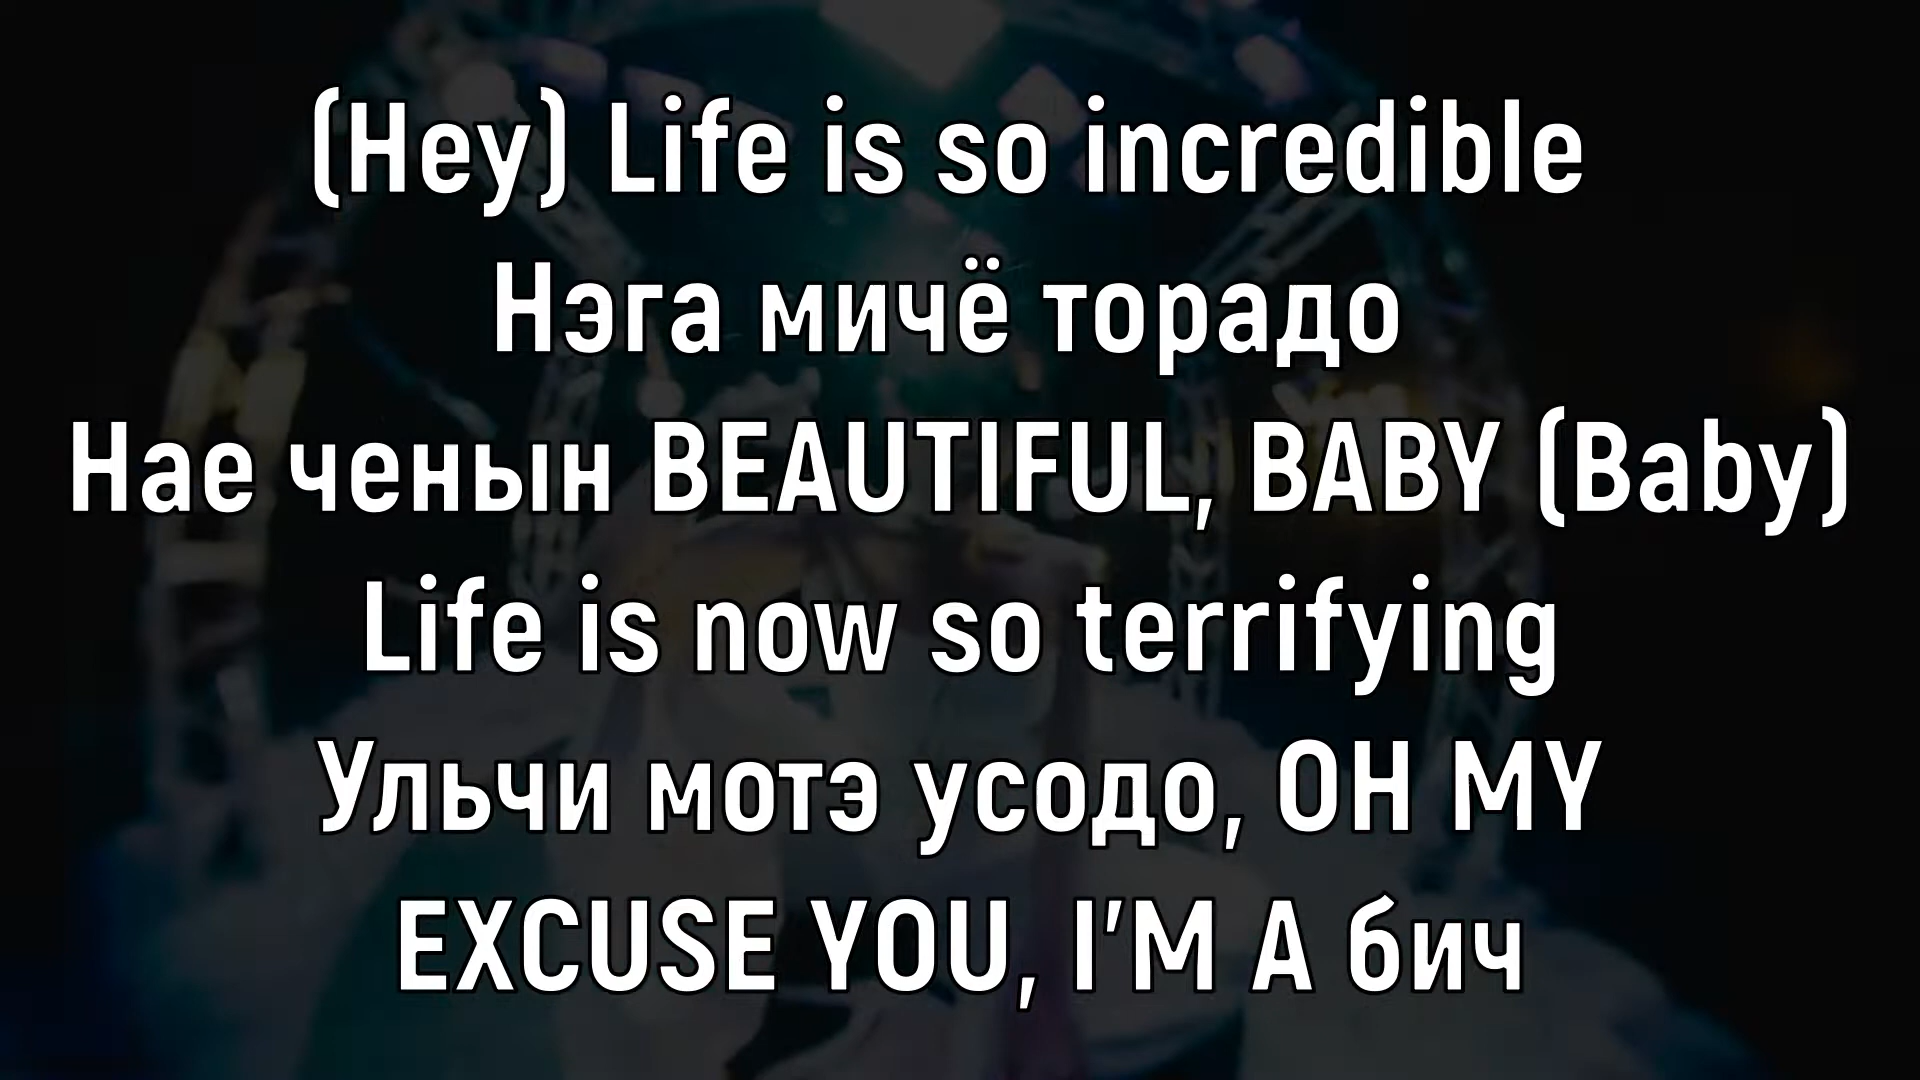 (Hey) Life is so incredible
Нэга мичё торадо
Нае ченын BEAUTIFUL, BABY (Baby)
Life is now so terrifying
Ульчи мотэ усодо, OH MY
EXCUSE YOU, I'M A бич